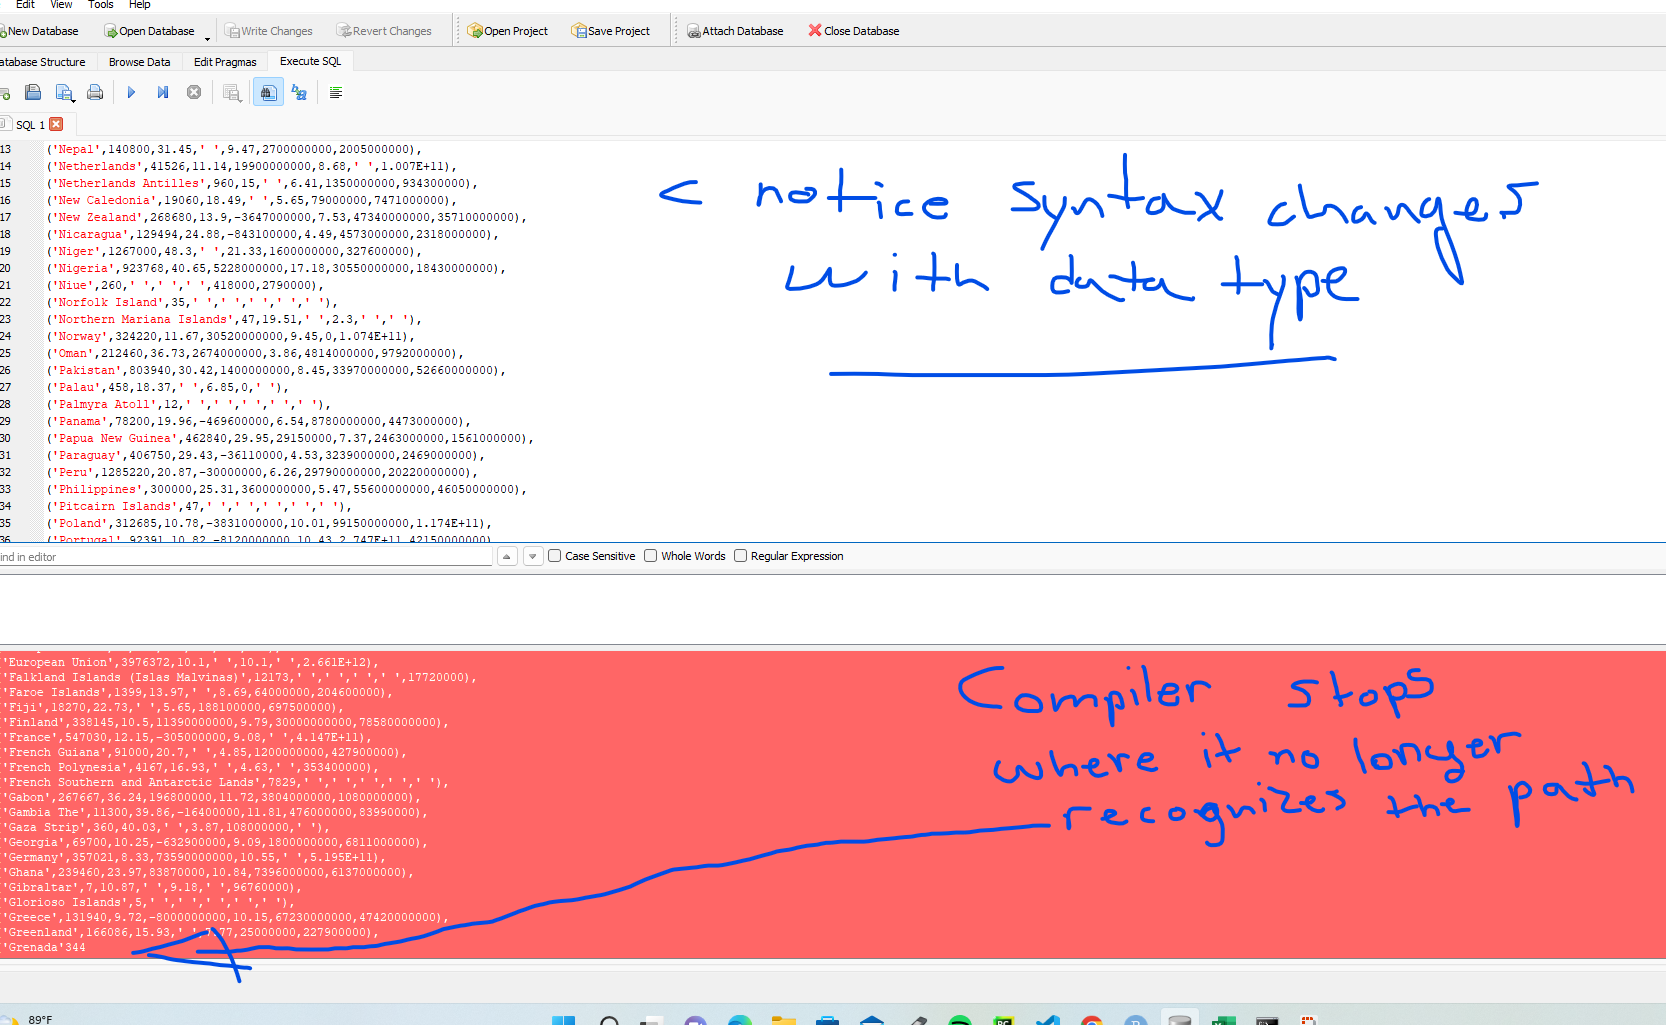 Edit View Tools Help
New Database Open Database Write Changes Revert Changes Open Project Save Project Attach Database Close Database
atabase Structure Browse Data Edit Pragmas Execute SQL
SQL 1
13 ('Nepal',140800,31.45,' ',9.47,2700000000,2005000000),
14 ('Netherlands',41526,11.14,19900000000,8.68,' ',1.007E+11),
15 ('Netherlands Antilles',960,15,' ',6.41,1350000000,934300000),
16 ('New Caledonia',19060,18.49,' ',5.65,79000000,7471000000),
17 ('New Zealand',268680,13.9,-3647000000,7.53,47340000000,35710000000),
18 ('Nicaragua',129494,24.88,-843100000,4.49,4573000000,2318000000),
19 ('Niger',1267000,48.3,' ',21.33,1600000000,327600000),
20 ('Nigeria',923768,40.65,5228000000,17.18,30550000000,18430000000),
21 ('Niue',260,' ',' ',' ',418000,2790000),
22 ('Norfolk Island',35,' ',' ',' ',' ',' ',' '),
23 ('Northern Mariana Islands',47,19.51,' ',2.3,' ',' '),
24 ('Norway',324220,11.67,30520000000,9.45,0,1.074E+11),
25 ('Oman',212460,36.73,2674000000,3.86,4814000000,9792000000),
26 ('Pakistan',803940,30.42,1400000000,8.45,33970000000,52660000000),
27 ('Palau',458,18.37,' ',6.85,0,' '),
28 ('Palmyra Atoll',12,' ',' ',' ',' ',' ',' '),
29 ('Panama',78200,19.96,-469600000,6.54,8780000000,4473000000),
30 ('Papua New Guinea',462840,29.95,29150000,7.37,2463000000,1561000000),
31 ('Paraguay',406750,29.43,-36110000,4.53,3239000000,2469000000),
32 ('Peru',1285220,20.87,-30000000,6.26,29790000000,20220000000),
33 ('Philippines',300000,25.31,3600000000,5.47,55600000000,46050000000),
34 ('Pitcairn Islands',47,' ',' ',' ',' ',' ',' '),
35 ('Poland',312685,10.78,-3831000000,10.01,99150000000,1.174E+11),
36 ('Portugal',92391,10.82,-8120000000,10.43,2.747E+11,42150000000)
< notice syntax changes
with data type
ind in editor Case Sensitive Whole Words Regular Expression
'European Union',3976372,10.1,' ',10.1,' ',2.661E+12),
'Falkland Islands (Islas Malvinas)',12173,' ',' ',' ',' ',17720000),
'Faroe Islands',1399,13.97,' ',8.69,64000000,204600000),
'Fiji',18270,22.73,' ',5.65,188100000,697500000),
'Finland',338145,10.5,11390000000,9.79,30000000000,78580000000),
'France',547030,12.15,-305000000,9.08,' ',4.147E+11),
'French Guiana',91000,20.7,' ',4.85,1200000000,427900000),
'French Polynesia',4167,16.93,' ',4.63,' ',353400000),
'French Southern and Antarctic Lands',7829,' ',' ',' ',' ',' ',' '),
'Gabon',267667,36.24,196800000,11.72,3804000000,1080000000),
'Gambia The',11300,39.86,-16400000,11.81,476000000,83990000),
'Gaza Strip',360,40.03,' ',3.87,108000000,' '),
'Georgia',69700,10.25,-632900000,9.09,1800000000,6811000000),
'Germany',357021,8.33,73590000000,10.55,' ',5.195E+11),
'Ghana',239460,23.97,83870000,10.84,7396000000,6137000000),
'Gibraltar',7,10.87,' ',9.18,' ',96760000),
'Glorioso Islands',5,' ',' ',' ',' ',' ',' '),
'Greece',131940,9.72,-8000000000,10.15,67230000000,47420000000),
'Greenland',166086,15.93,' ',7.77,25000000,227900000),
'Grenada'344
Compiler stops
where it no longer
recognizes the path
89°F